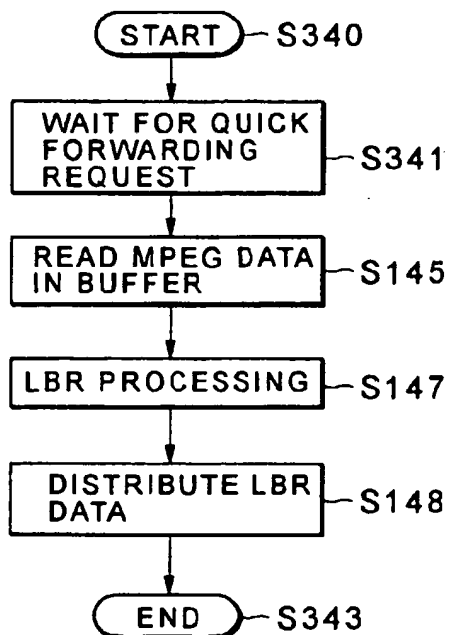 START S340
WAIT FOR QUICK
FORWARDING
REQUEST S341
READ MPEG DATA
IN BUFFER S145
LBR PROCESSING S147
DISTRIBUTE LBR
DATA S148
END S343